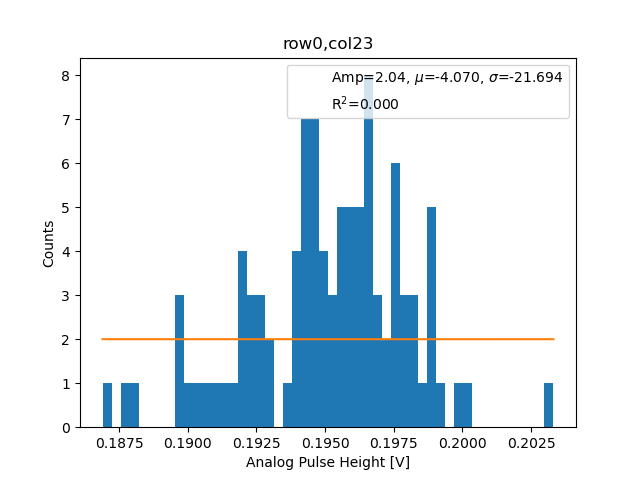 row0,col23
Amp=2.04, μ=-4.070, σ=-21.694
R²=0.000
8
7
6
5
4
3
2
1
0
Counts
0.1875 0.1900 0.1925 0.1950 0.1975 0.2000 0.2025
Analog Pulse Height [V]